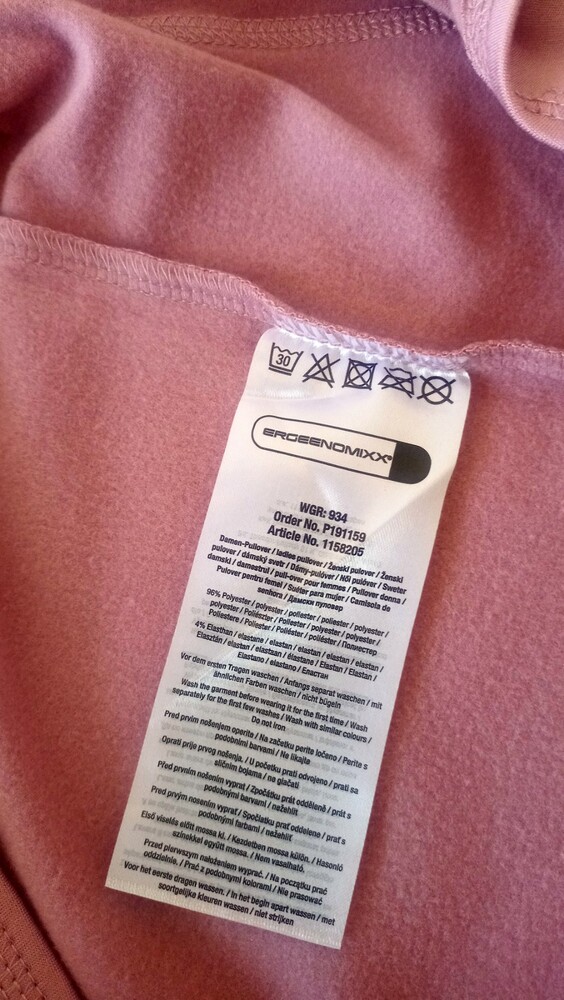 30
ERGEENOMIXX®
WGR: 934
Order No. P191159
Article No. 1158205
Damen-Pullover / ladies pullover / Ženski pulover / Ženski
pulover / dámský svetr / Dámy-pulóver / Női pulóver / Sweter
damski / damestrui / pull-over pour femmes / Pullover donna /
Pulover pentru femei / Suéter para mujer / Camisola de
senhora / Дамски пуловер
96% Polyester / polyester / poliester / poliester / polyester /
polyester / Poliészter / Poliester / polyester / polyester /
Poliestere / Poliester / Poliéster / poliéster / Полиестер
4% Elasthan / elastane / elastan / elastan / elastan / elastan /
Elasztán / elastan / elastaan / élastane / Elastan / Elastan /
Elastano / elastano / Еластан
Vor dem ersten Tragen waschen / Anfangs separat waschen / mit
ähnlichen Farben waschen / nicht bügeln
Wash the garment before wearing it for the first time / Wash
separately for the first few washes / Wash with similar colours /
Do not iron
Pred prvim nošenjem operite / Na začetku perite ločeno / Perite s
podobnimi barvami / Ne likajte
Oprati prije prvog nošenja. / U početku prati odvojeno / prati sa
sličnim bojama / ne glačati
Před prvním nošením vyprat / Zpočátku prát odděleně / prát s
podobnými barvami / nežehlit
Pred prvým nosením vyprať / Spočiatku prať oddelene / prať s
podobnými farbami / nežehliť
Első viselés előtt mossa ki. / Kezdetben mossa külön. / Hasonló
színekkel együtt mossa. / Nem vasalható.
Przed pierwszym nałożeniem wyprać. / Na początku prać
oddzielnie. / Prać z podobnymi kolorami / Nie prasować
Voor het eerste dragen wassen. / In het begin apart wassen / met
soortgelijke kleuren wassen / niet strijken